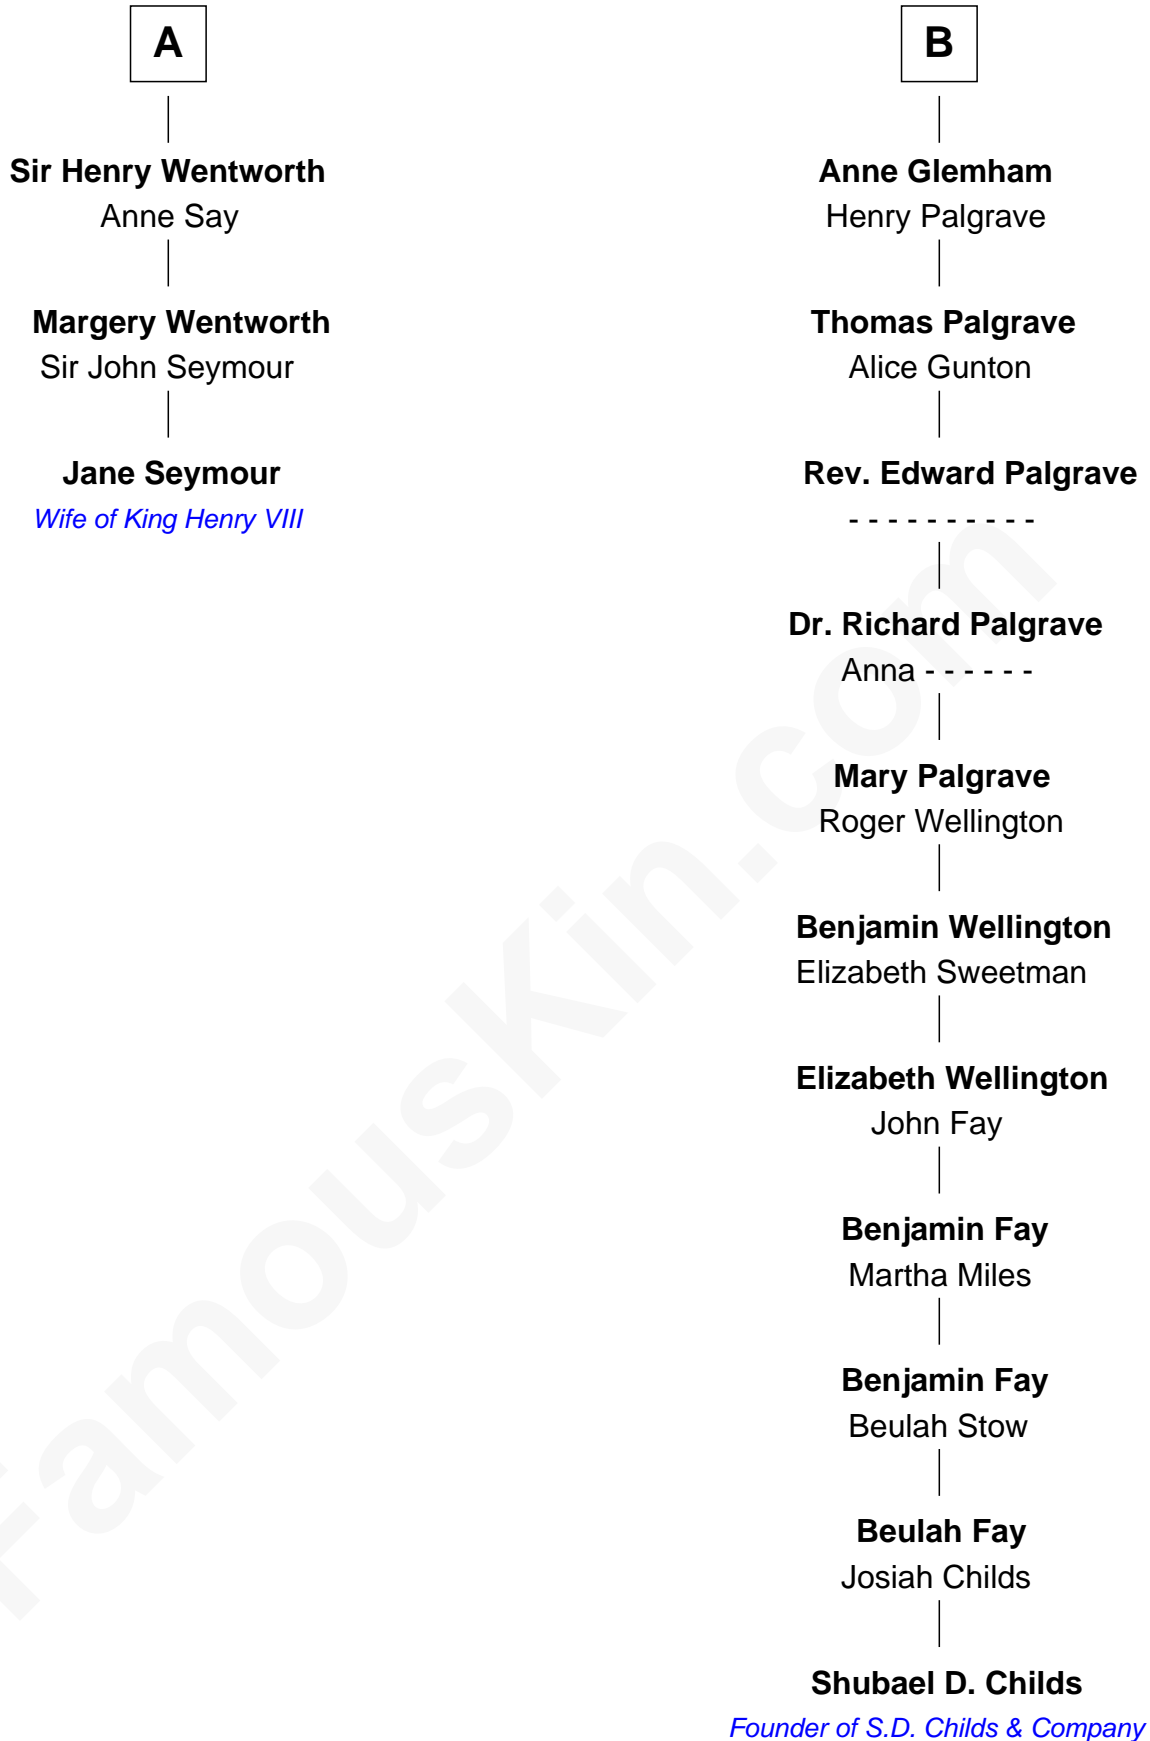 A
Sir Henry Wentworth
Anne Say
Margery Wentworth
Sir John Seymour
Jane Seymour
Wife of King Henry VIII
B
Anne Glemham
Henry Palgrave
Thomas Palgrave
Alice Gunton
Rev. Edward Palgrave
- - - - - - - - - -
Dr. Richard Palgrave
Anna - - - - - -
Mary Palgrave
Roger Wellington
Benjamin Wellington
Elizabeth Sweetman
Elizabeth Wellington
John Fay
Benjamin Fay
Martha Miles
Benjamin Fay
Beulah Stow
Beulah Fay
Josiah Childs
Shubael D. Childs
Founder of S.D. Childs & Company
FamousKin.com